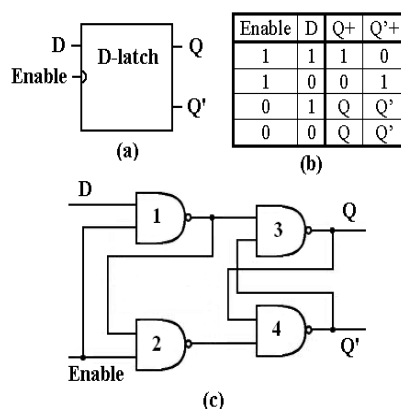 D
Enable
D-latch
Q
Q'
(a)
Enable D Q+ Q'+
1 1 1 0
1 0 0 1
0 1 Q Q'
0 0 Q Q'
(b)
D
1
3
Q
2
4
Q'
Enable
(c)